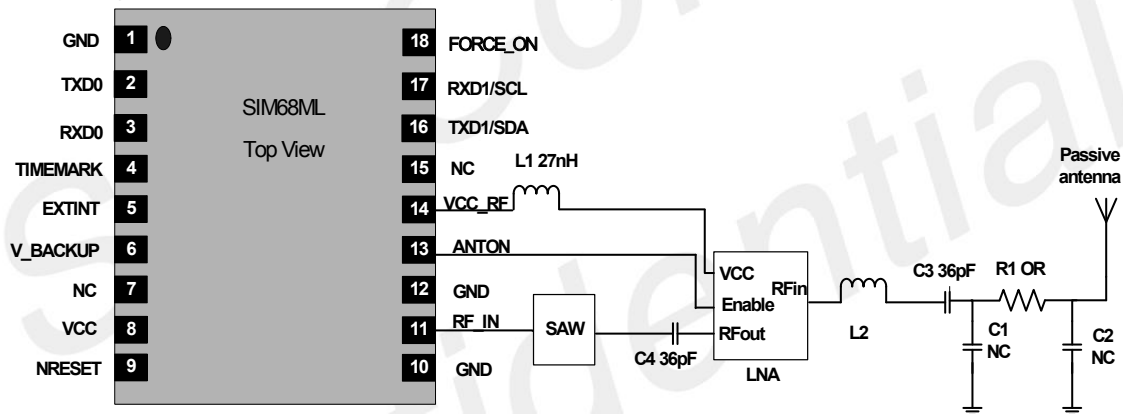 GND 1
TXD0 2
RXD0 3
TIMEMARK 4
EXTINT 5
V_BACKUP 6
NC 7
VCC 8
NRESET 9
SIM68ML
Top View
18 FORCE_ON
17 RXD1/SCL
16 TXD1/SDA
15 NC
14 VCC_RF
13 ANTON
12 GND
11 RF_IN
10 GND
L1 27nH
SAW
C4 36pF
VCC
RFin
Enable
RFout
LNA
L2
C3 36pF
R1 OR
C1
NC
C2
NC
Passive
antenna